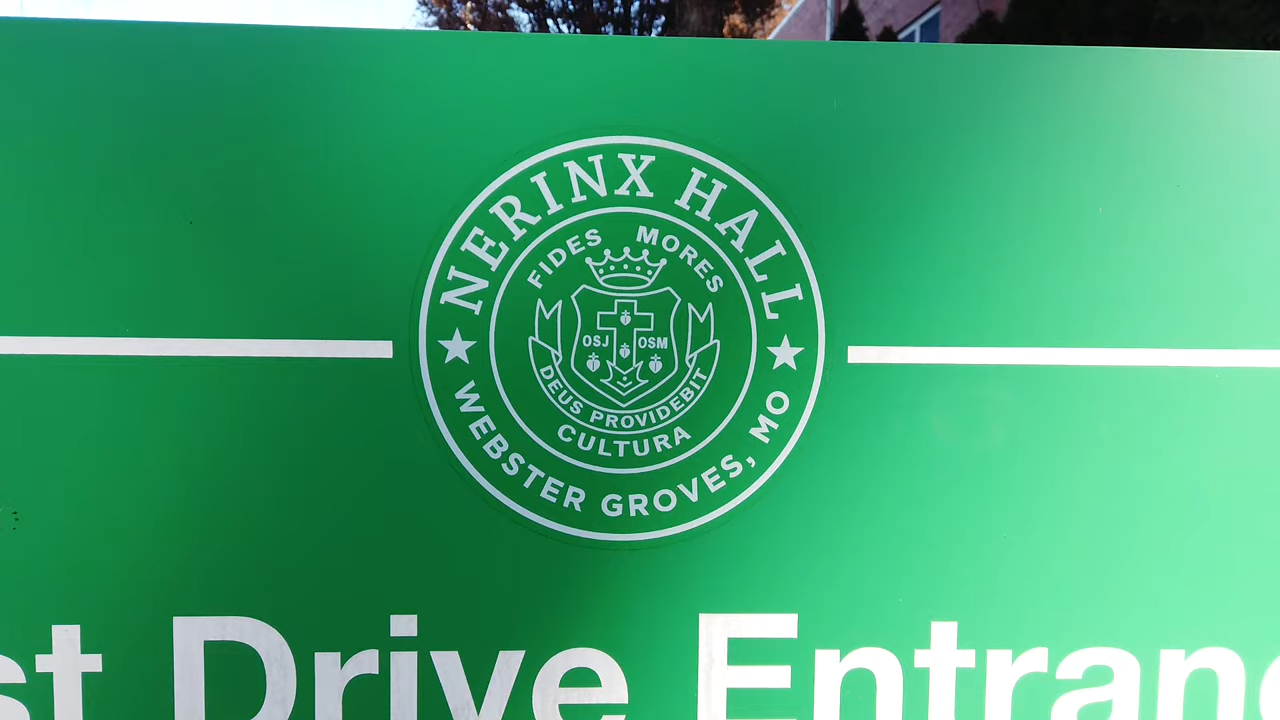 NERINX HALL
FIDES MORES
OSJ OSM
DEUS PROVIDEBIT
CULTURA
WEBSTER GROVES, MO
Drive